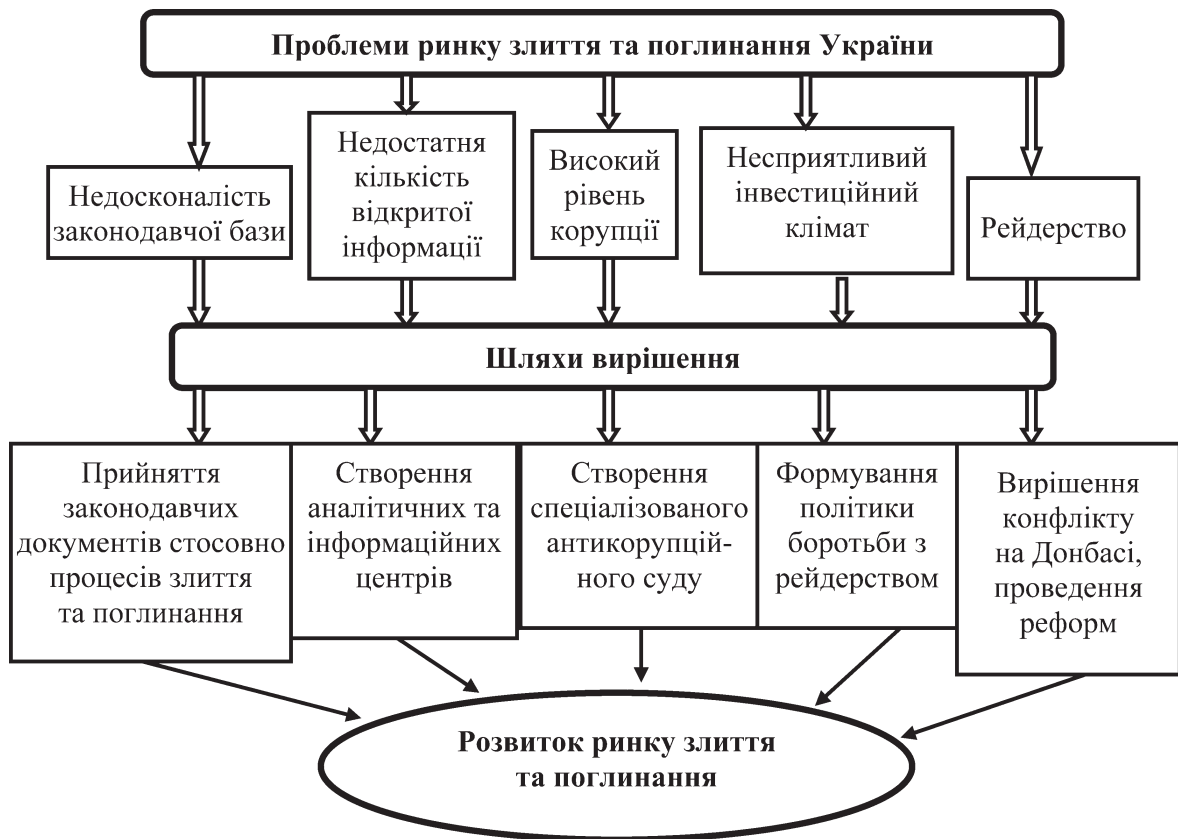 Проблеми ринку злиття та поглинання України
Недосконалість
законодавчої бази
Недостатня
кількість
відкритої
інформації
Високий
рівень
корупції
Несприятливий
інвестиційний
клімат
Рейдерство
Шляхи вирішення
Прийняття
законодавчих
документів стосовно
процесів злиття
та поглинання
Створення
аналітичних та
інформаційних
центрів
Створення
спеціалізованого
антикорупцій-
ного суду
Формування
політики
боротьби з
рейдерством
Вирішення
конфлікту
на Донбасі,
проведення
реформ
Розвиток ринку злиття
та поглинання